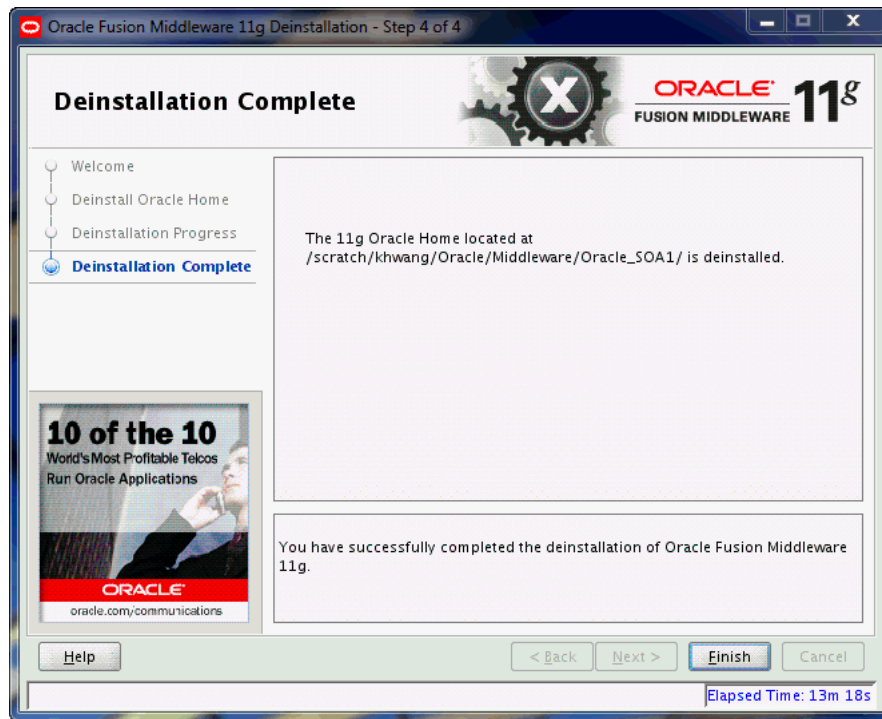 Oracle Fusion Middleware 11g Deinstallation - Step 4 of 4
Deinstallation Complete
ORACLE
FUSION MIDDLEWARE
11g
Welcome
Deinstall Oracle Home
Deinstallation Progress
Deinstallation Complete
The 11g Oracle Home located at
/scratch/khwang/Oracle/Middleware/Oracle_SOA1/ is deinstalled.
10 of the 10
World's Most Profitable Telcos
Run Oracle Applications
ORACLE
oracle.com/communications
You have successfully completed the deinstallation of Oracle Fusion Middleware
11g.
Help
< Back
Next >
Finish
Cancel
Elapsed Time: 13m 18s